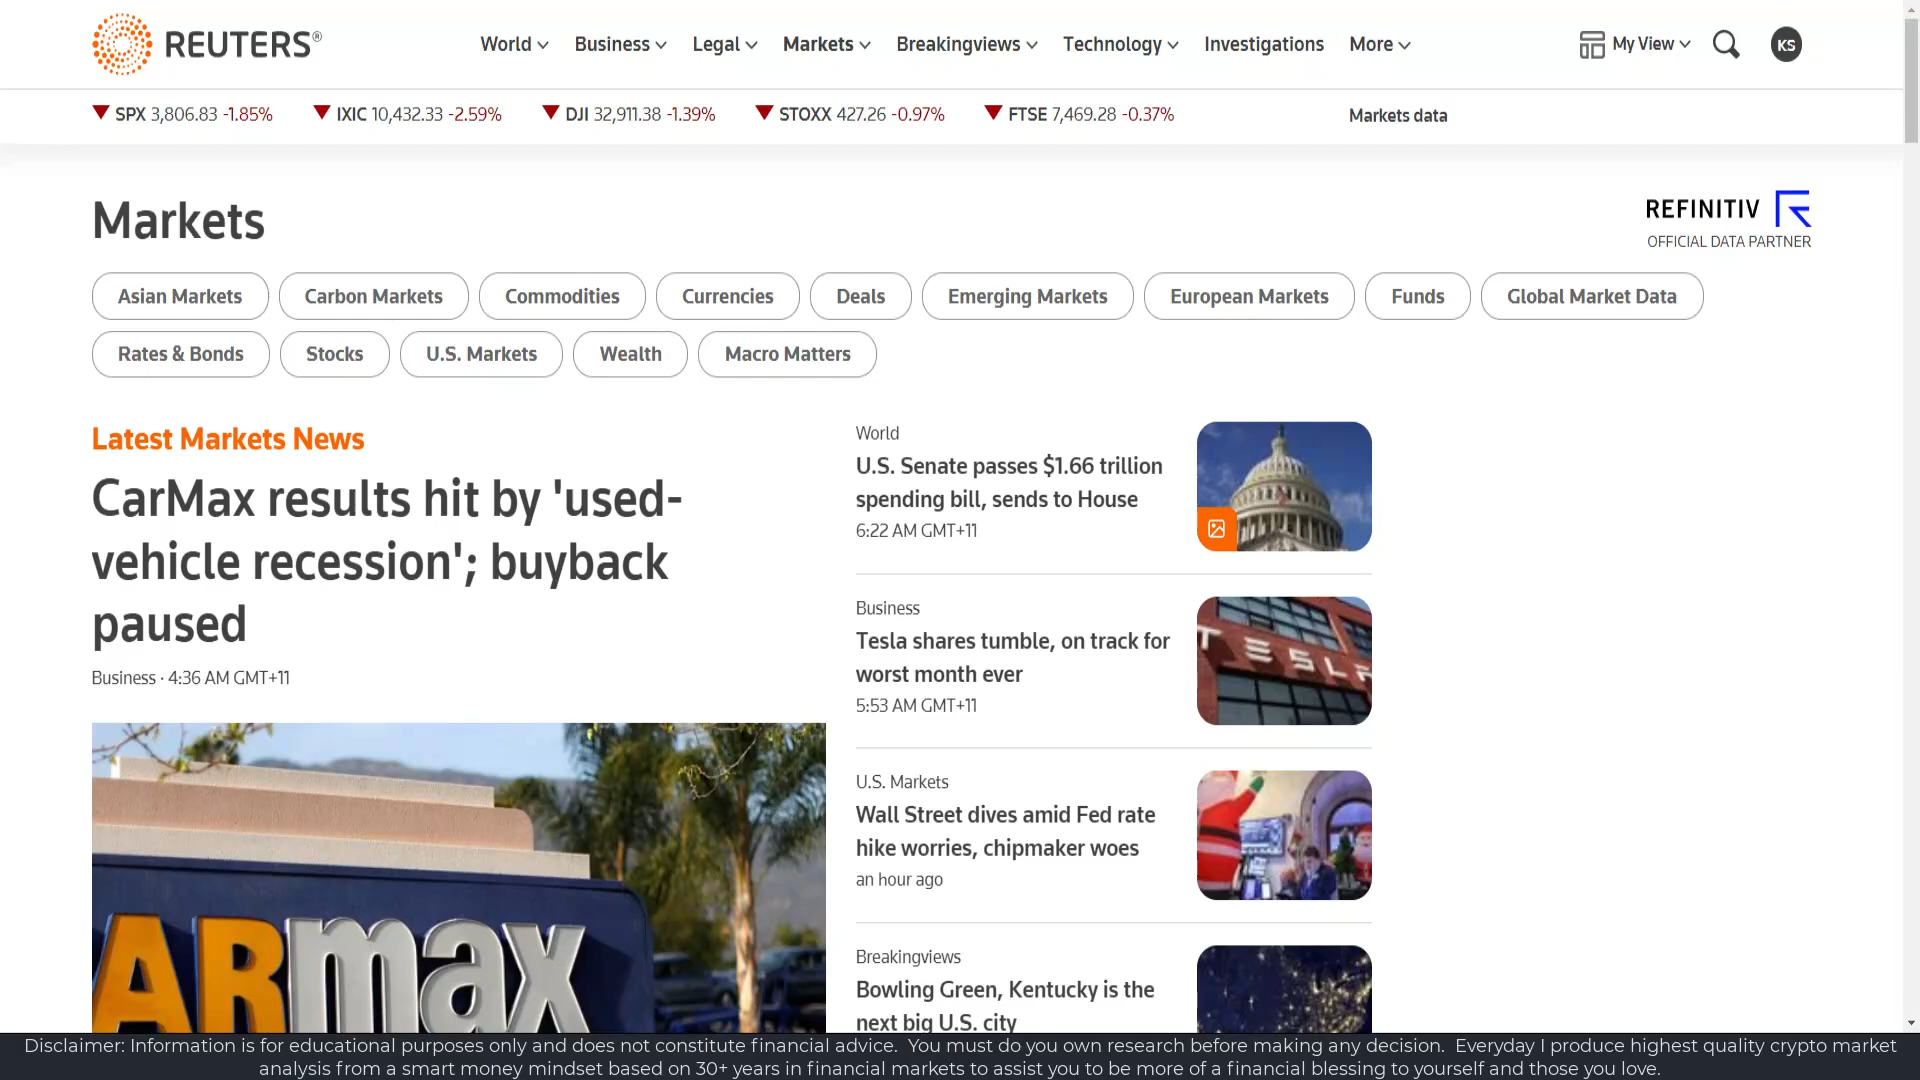 REUTERS®
World Business Legal Markets Breakingviews Technology Investigations More
My View
KS
SPX 3,806.83 -1.85% IXIC 10,432.33 -2.59% DJI 32,911.38 -1.39% STOXX 427.26 -0.97% FTSE 7,469.28 -0.37%
Markets data
Markets
REFINITIV
OFFICIAL DATA PARTNER
Asian Markets Carbon Markets Commodities Currencies Deals Emerging Markets European Markets Funds Global Market Data
Rates & Bonds Stocks U.S. Markets Wealth Macro Matters
Latest Markets News
CarMax results hit by 'used-
vehicle recession'; buyback
paused
Business · 4:36 AM GMT+11
ARmax
World
U.S. Senate passes $1.66 trillion
spending bill, sends to House
6:22 AM GMT+11
Business
Tesla shares tumble, on track for
worst month ever
5:53 AM GMT+11
TESLA
U.S. Markets
Wall Street dives amid Fed rate
hike worries, chipmaker woes
an hour ago
Breakingviews
Bowling Green, Kentucky is the
next big U.S. city
Disclaimer: Information is for educational purposes only and does not constitute financial advice.  You must do you own research before making any decision.  Everyday I produce highest quality crypto market
analysis from a smart money mindset based on 30+ years in financial markets to assist you to be more of a financial blessing to yourself and those you love.